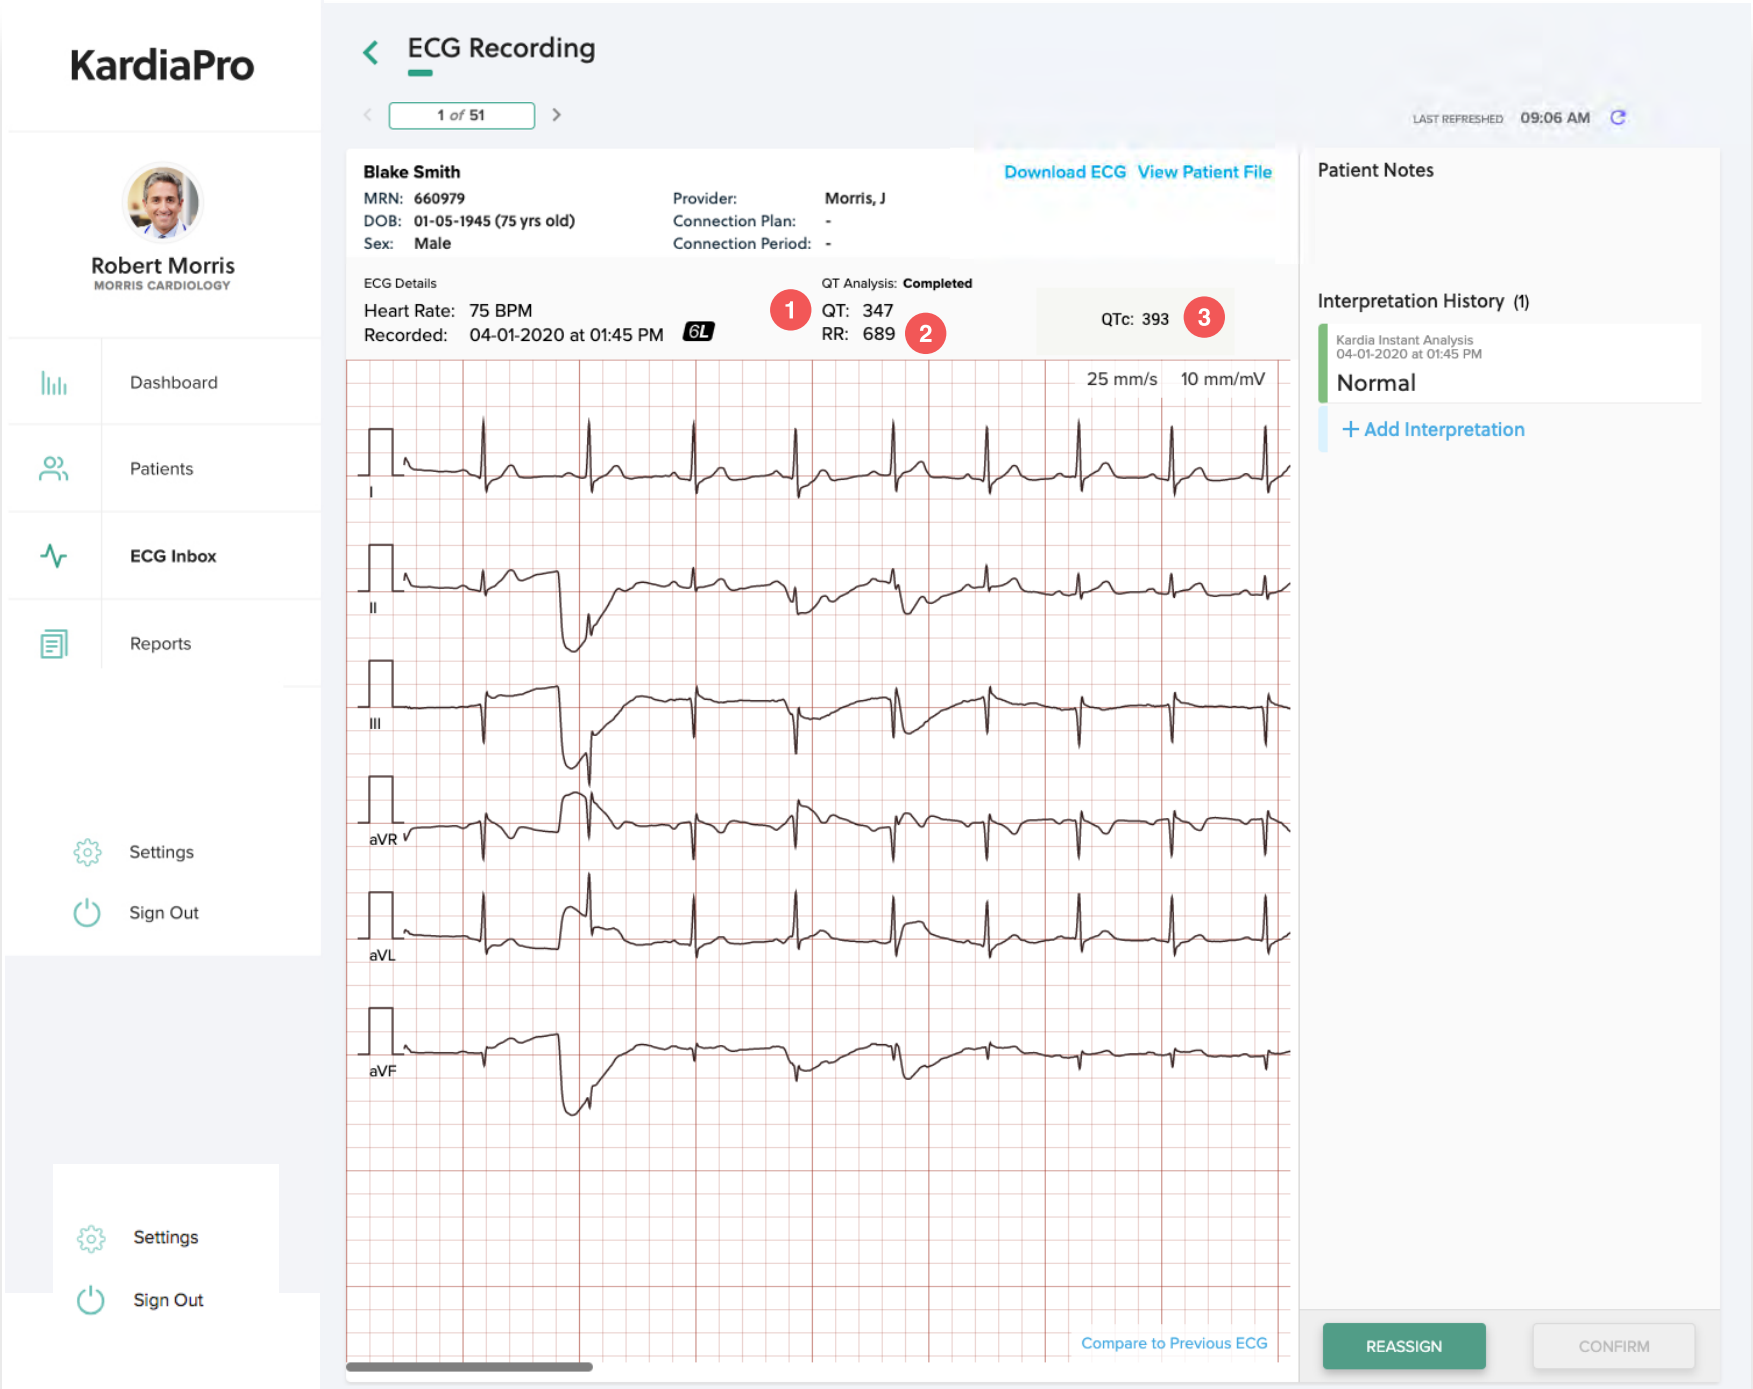 KardiaPro
Robert Morris
MORRIS CARDIOLOGY
Dashboard
Patients
ECG Inbox
Reports
Settings
Sign Out
Settings
Sign Out
ECG Recording
1 of 51
LAST REFRESHED 09:06 AM
Blake Smith
Download ECG View Patient File
MRN: 660979
Provider: Morris, J
DOB: 01-05-1945 (75 yrs old)
Connection Plan: -
Sex: Male
Connection Period: -
ECG Details
QT Analysis: Completed
Heart Rate: 75 BPM
1 QT: 347
Recorded: 04-01-2020 at 01:45 PM 6L
RR: 689 2
QTc: 393 3
25 mm/s 10 mm/mV
I
II
III
aVR
aVL
aVF
Compare to Previous ECG
Patient Notes
Interpretation History (1)
Kardia Instant Analysis
04-01-2020 at 01:45 PM
Normal
+ Add Interpretation
REASSIGN
CONFIRM